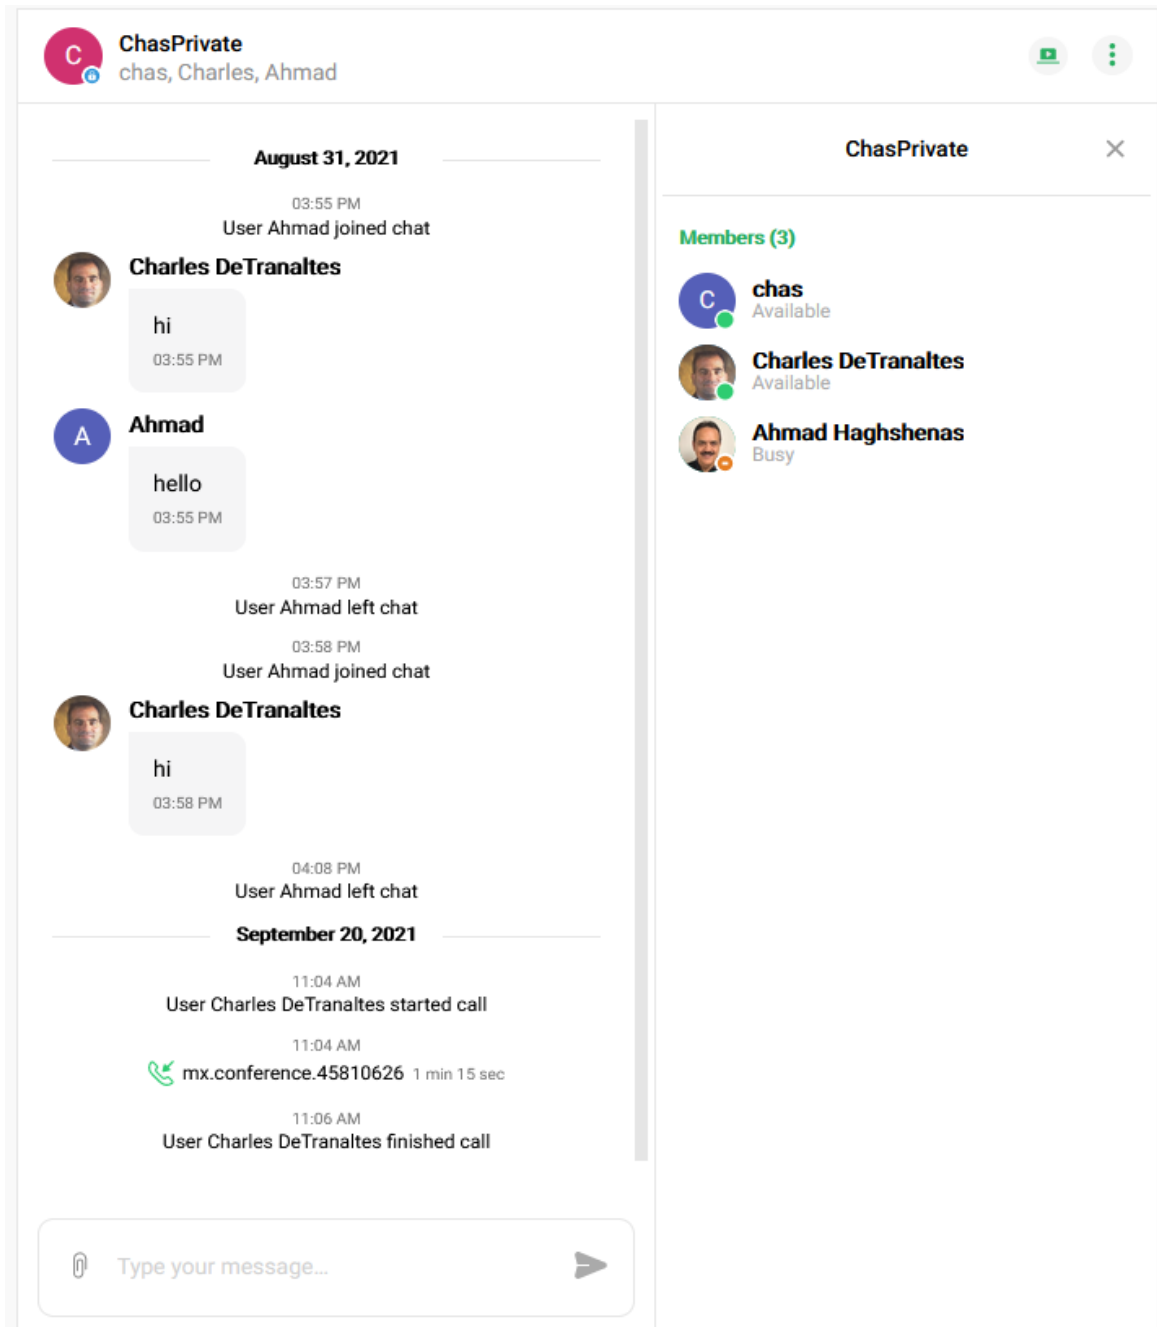 C
ChasPrivate
chas, Charles, Ahmad
August 31, 2021
03:55 PM
User Ahmad joined chat
Charles DeTranaltes
hi
03:55 PM
A
Ahmad
hello
03:55 PM
03:57 PM
User Ahmad left chat
03:58 PM
User Ahmad joined chat
Charles DeTranaltes
hi
03:58 PM
04:08 PM
User Ahmad left chat
September 20, 2021
11:04 AM
User Charles DeTranaltes started call
11:04 AM
mx.conference.45810626 1 min 15 sec
11:06 AM
User Charles DeTranaltes finished call
Type your message...
ChasPrivate
Members (3)
C
chas
Available
Charles DeTranaltes
Available
Ahmad Haghshenas
Busy